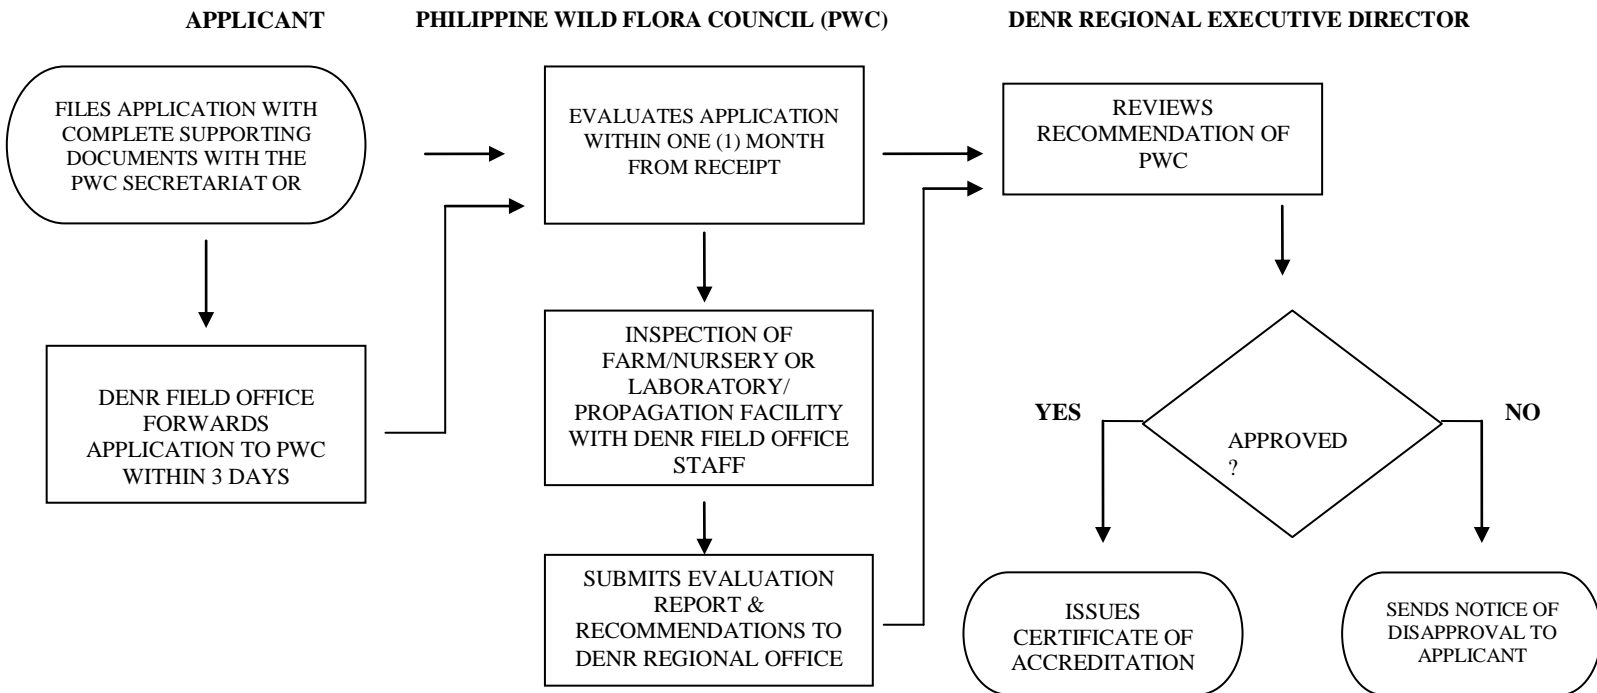 APPLICANT
PHILIPPINE WILD FLORA COUNCIL (PWC)
DENR REGIONAL EXECUTIVE DIRECTOR
FILES APPLICATION WITH
COMPLETE SUPPORTING
DOCUMENTS WITH THE
PWC SECRETARIAT OR
DENR FIELD OFFICE
FORWARDS
APPLICATION TO PWC
WITHIN 3 DAYS
EVALUATES APPLICATION
WITHIN ONE (1) MONTH
FROM RECEIPT
INSPECTION OF
FARM/NURSERY OR
LABORATORY/
PROPAGATION FACILITY
WITH DENR FIELD OFFICE
STAFF
SUBMITS EVALUATION
REPORT &
RECOMMENDATIONS TO
DENR REGIONAL OFFICE
REVIEWS
RECOMMENDATION OF
PWC
APPROVED
?
YES
NO
ISSUES
CERTIFICATE OF
ACCREDITATION
SENDS NOTICE OF
DISAPPROVAL TO
APPLICANT